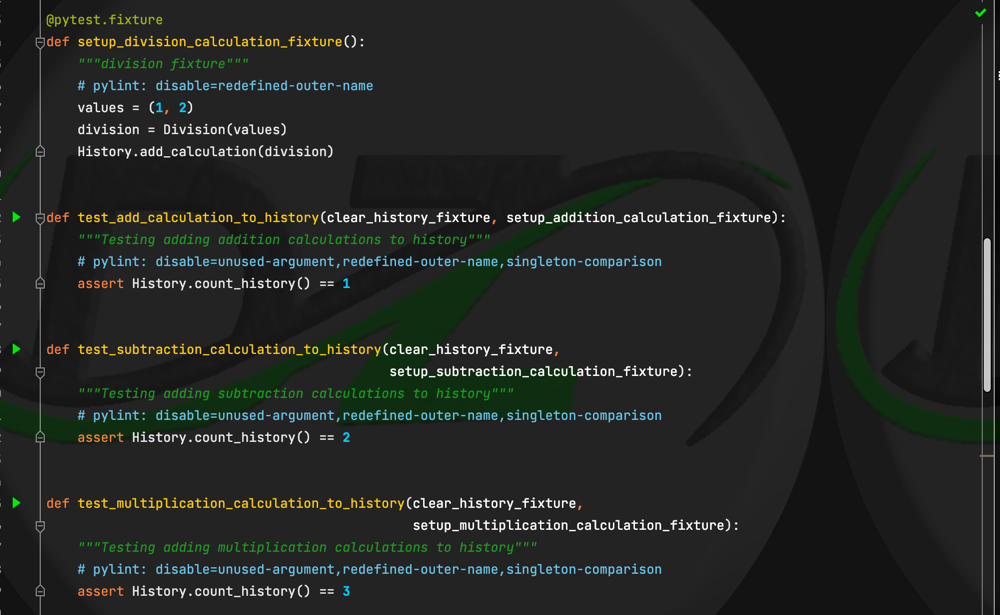 @pytest.fixture
def setup_division_calculation_fixture():
    """division fixture"""
    # pylint: disable=redefined-outer-name
    values = (1, 2)
    division = Division(values)
    History.add_calculation(division)
def test_add_calculation_to_history(clear_history_fixture, setup_addition_calculation_fixture):
    """Testing adding addition calculations to history"""
    # pylint: disable=unused-argument,redefined-outer-name,singleton-comparison
    assert History.count_history() == 1
def test_subtraction_calculation_to_history(clear_history_fixture,
                                            setup_subtraction_calculation_fixture):
    """Testing adding subtraction calculations to history"""
    # pylint: disable=unused-argument,redefined-outer-name,singleton-comparison
    assert History.count_history() == 2
def test_multiplication_calculation_to_history(clear_history_fixture,
                                               setup_multiplication_calculation_fixture):
    """Testing adding multiplication calculations to history"""
    # pylint: disable=unused-argument,redefined-outer-name,singleton-comparison
    assert History.count_history() == 3